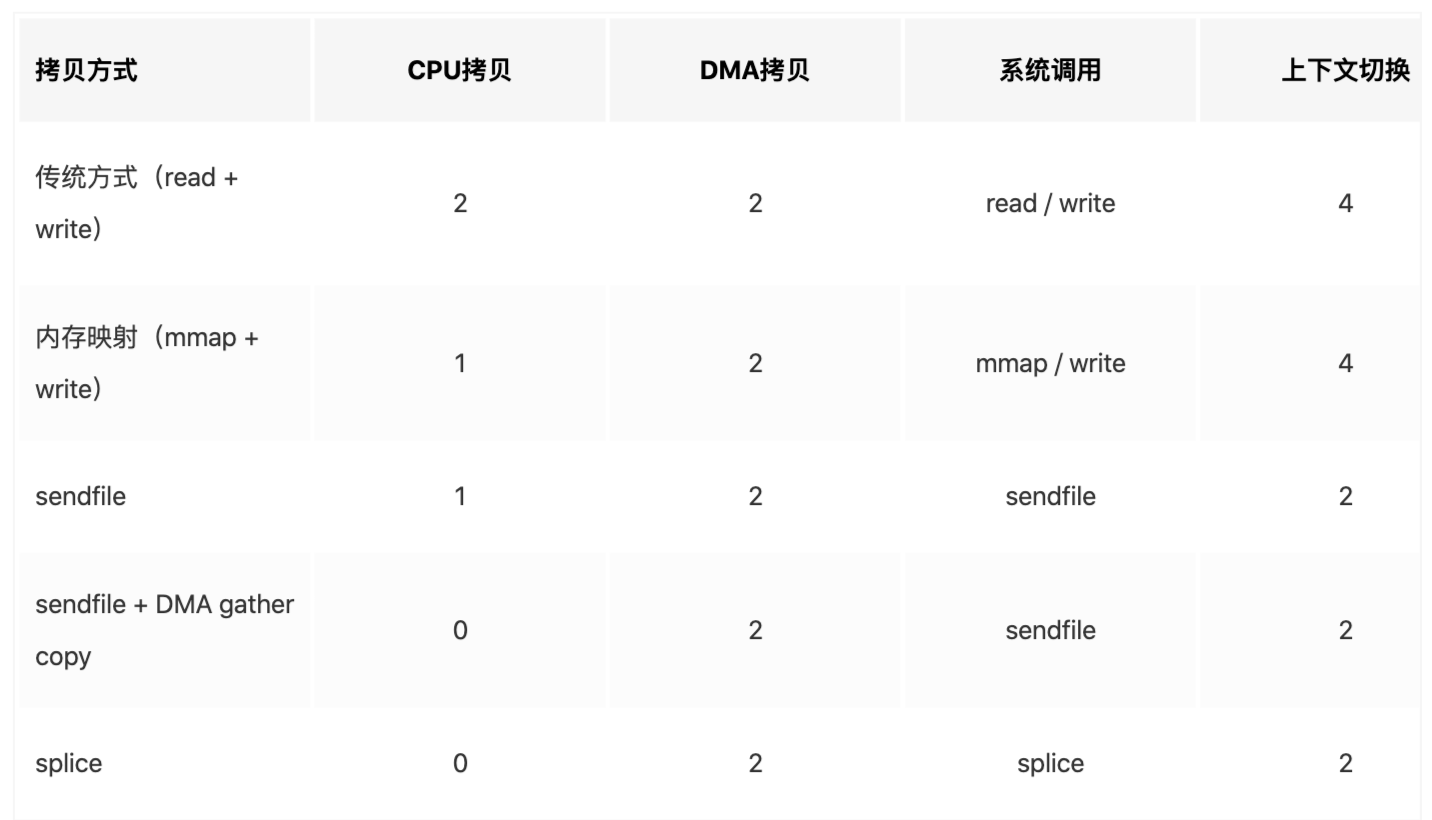 拷贝方式 CPU拷贝 DMA拷贝 系统调用 上下文切换
传统方式（read +
write） 2 2 read / write 4
内存映射（mmap +
write） 1 2 mmap / write 4
sendfile 1 2 sendfile 2
sendfile + DMA gather
copy 0 2 sendfile 2
splice 0 2 splice 2